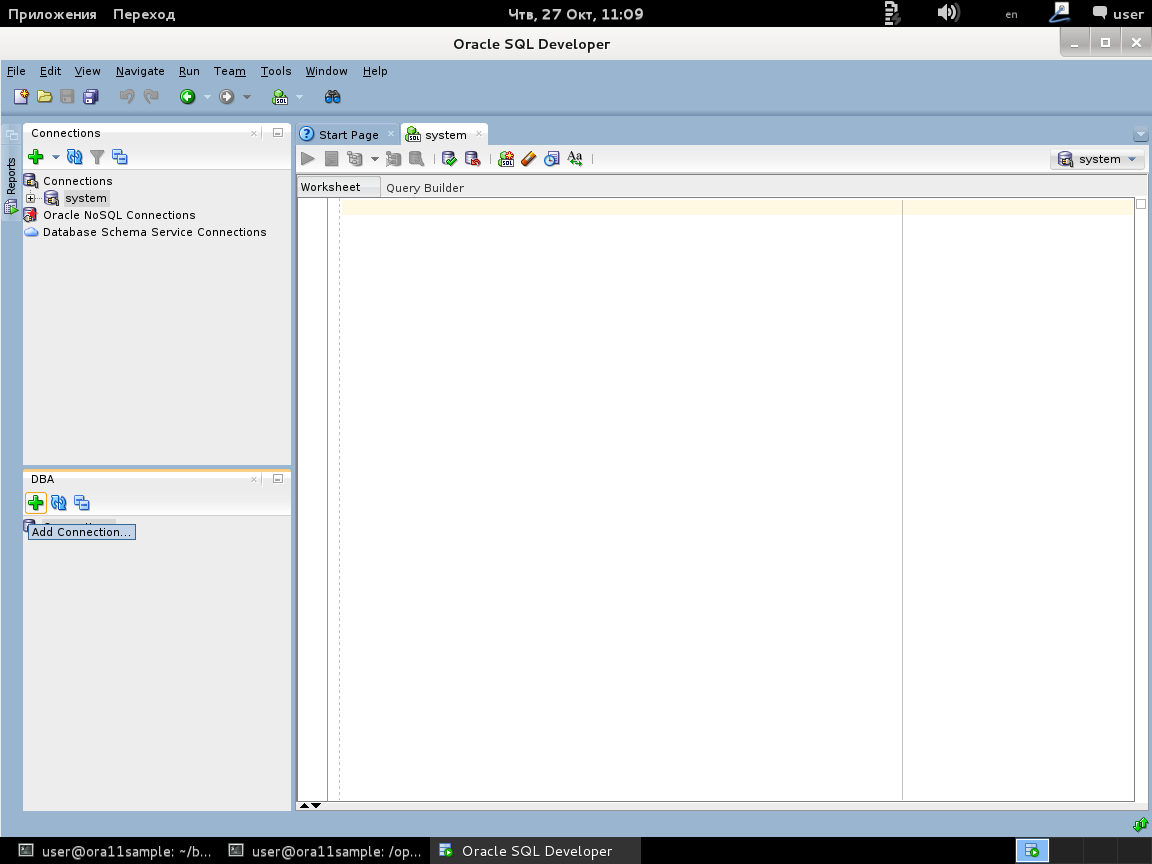 Приложения Переход Чтв, 27 Окт, 11:09 en user
Oracle SQL Developer
File Edit View Navigate Run Team Tools Window Help
SQL
Connections
Start Page system
SQL
system
Reports
Connections
system
Oracle NoSQL Connections
Database Schema Service Connections
Worksheet Query Builder
DBA
Add Connection...
user@ora11sample: ~/b... user@ora11sample: /op... Oracle SQL Developer